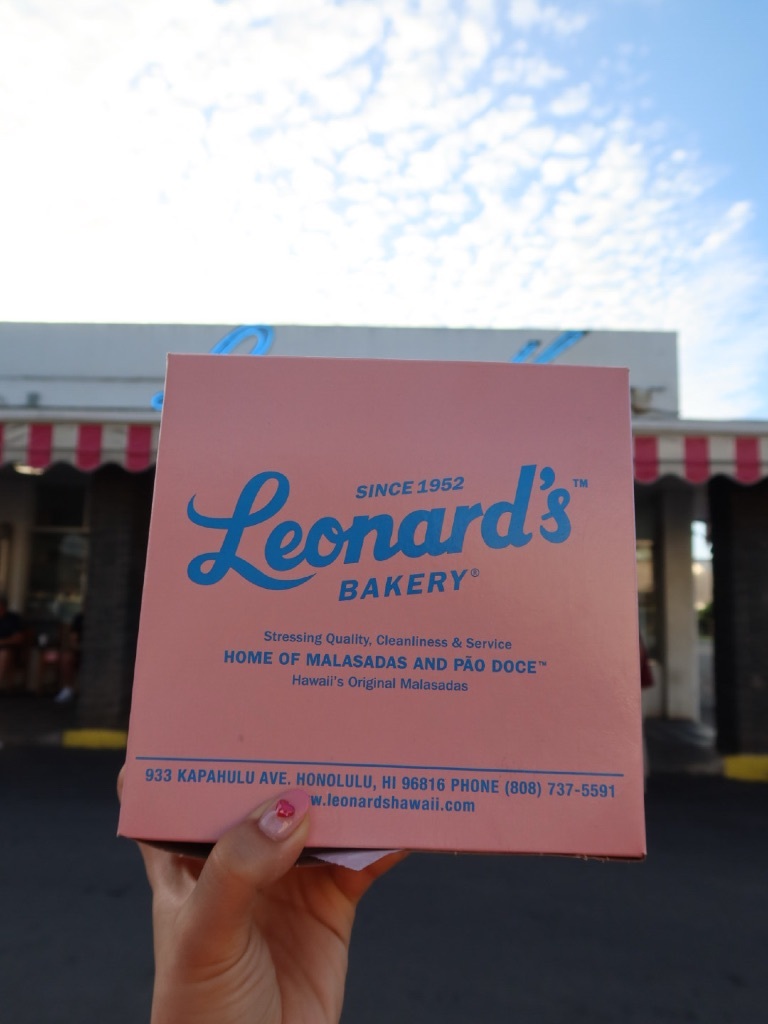 SINCE 1952
Leonard's™
BAKERY®
Stressing Quality, Cleanliness & Service
HOME OF MALASADAS AND PÃO DOCE™
Hawaii's Original Malasadas
933 KAPAHULU AVE. HONOLULU, HI 96816 PHONE (808) 737-5591
w.leonardshawaii.com